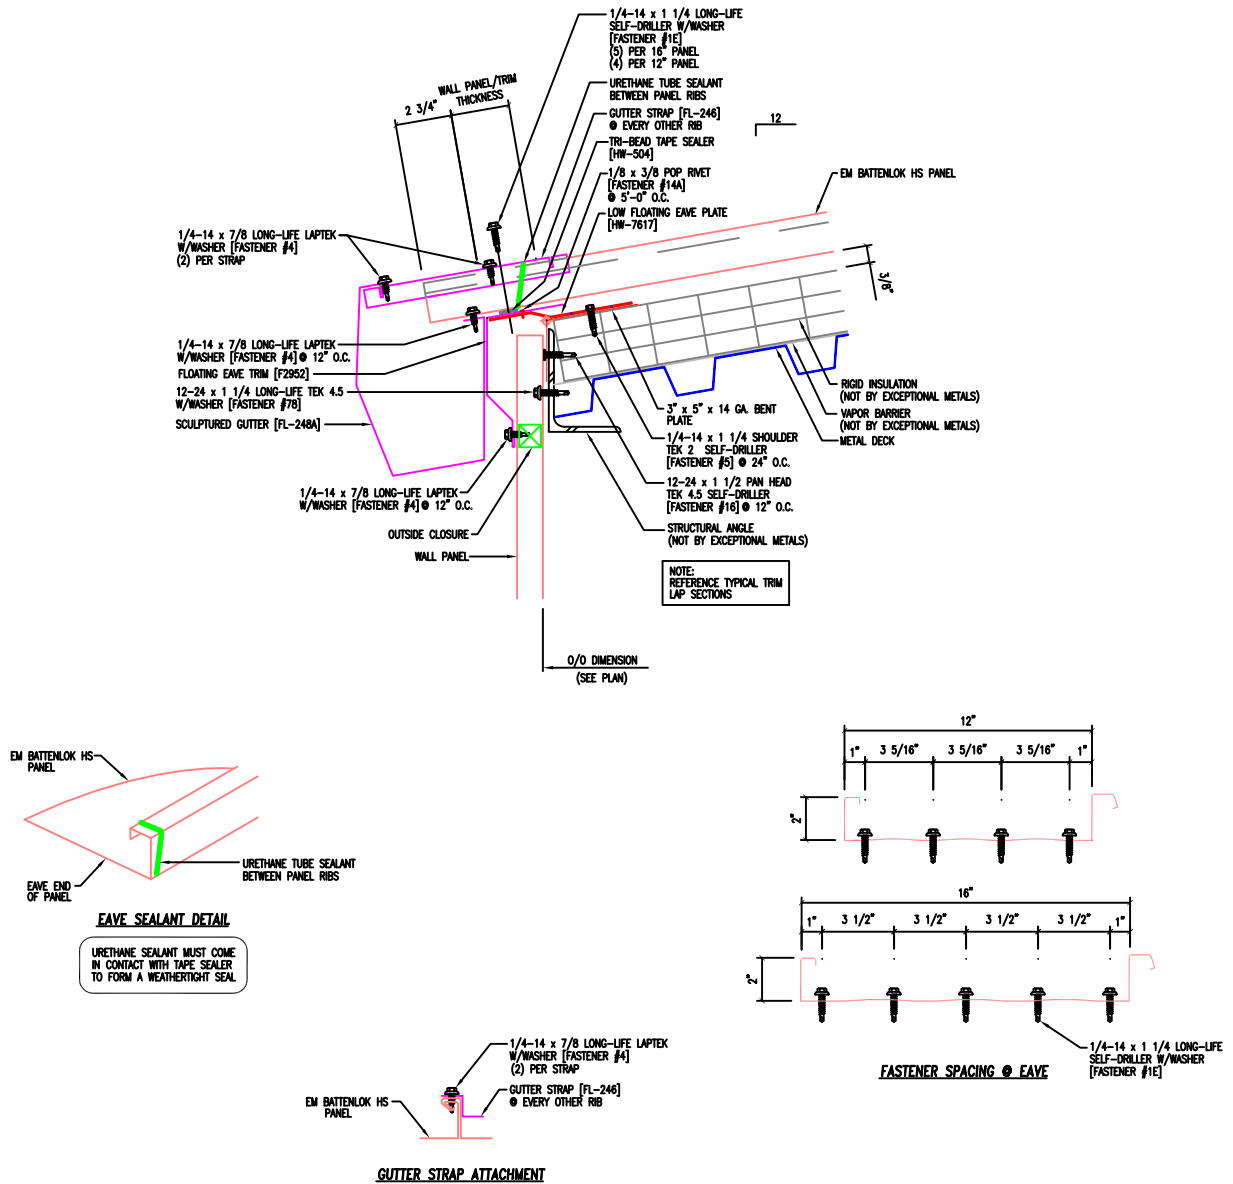 1/4-14 x 1 1/4 LONG-LIFE
SELF-DRILLER W/WASHER
[FASTENER #1E]
(5) PER 16" PANEL
(4) PER 12" PANEL
WALL PANEL/TRIM
THICKNESS
2 3/4"
URETHANE TUBE SEALANT
BETWEEN PANEL RIBS
GUTTER STRAP [FL-246]
@ EVERY OTHER RIB
TRI-BEAD TAPE SEALER
[HW-504]
1/8 x 3/8 POP RIVET
[FASTENER #14A]
@ 5'-0" O.C.
LOW FLOATING EAVE PLATE
[HW-7617]
12
EM BATTENLOK HS PANEL
3/8"
1/4-14 x 7/8 LONG-LIFE LAPTEK
W/WASHER [FASTENER #4]
(2) PER STRAP
1/4-14 x 7/8 LONG-LIFE LAPTEK
W/WASHER [FASTENER #4] @ 12" O.C.
FLOATING EAVE TRIM [F2952]
12-24 x 1 1/4 LONG-LIFE TEK 4.5
W/WASHER [FASTENER #78]
SCULPTURED GUTTER [FL-248A]
1/4-14 x 7/8 LONG-LIFE LAPTEK
W/WASHER [FASTENER #4] @ 12" O.C.
OUTSIDE CLOSURE
WALL PANEL
RIGID INSULATION
(NOT BY EXCEPTIONAL METALS)
VAPOR BARRIER
(NOT BY EXCEPTIONAL METALS)
METAL DECK
3" x 5" x 14 GA. BENT
PLATE
1/4-14 x 1 1/4 SHOULDER
TEK 2 SELF-DRILLER
[FASTENER #5] @ 24" O.C.
12-24 x 1 1/2 PAN HEAD
TEK 4.5 SELF-DRILLER
[FASTENER #16] @ 12" O.C.
STRUCTURAL ANGLE
(NOT BY EXCEPTIONAL METALS)
NOTE:
REFERENCE TYPICAL TRIM
LAP SECTIONS
O/O DIMENSION
(SEE PLAN)
EM BATTENLOK HS
PANEL
URETHANE TUBE SEALANT
BETWEEN PANEL RIBS
EAVE END
OF PANEL
EAVE SEALANT DETAIL
URETHANE SEALANT MUST COME
IN CONTACT WITH TAPE SEALER
TO FORM A WEATHERTIGHT SEAL
12"
1" 3 5/16" 3 5/16" 3 5/16" 1"
2"
16"
1" 3 1/2" 3 1/2" 3 1/2" 3 1/2" 1"
2"
1/4-14 x 1 1/4 LONG-LIFE
SELF-DRILLER W/WASHER
[FASTENER #1E]
FASTENER SPACING @ EAVE
1/4-14 x 7/8 LONG-LIFE LAPTEK
W/WASHER [FASTENER #4]
(2) PER STRAP
GUTTER STRAP [FL-246]
@ EVERY OTHER RIB
EM BATTENLOK HS
PANEL
GUTTER STRAP ATTACHMENT